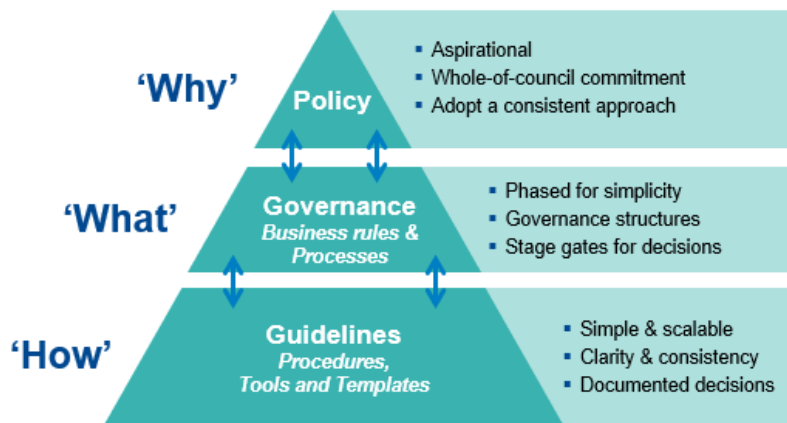 ‘Why’
Policy
▪ Aspirational
▪ Whole-of-council commitment
▪ Adopt a consistent approach
‘What’
Governance
Business rules &
Processes
▪ Phased for simplicity
▪ Governance structures
▪ Stage gates for decisions
‘How’
Guidelines
Procedures,
Tools and Templates
▪ Simple & scalable
▪ Clarity & consistency
▪ Documented decisions